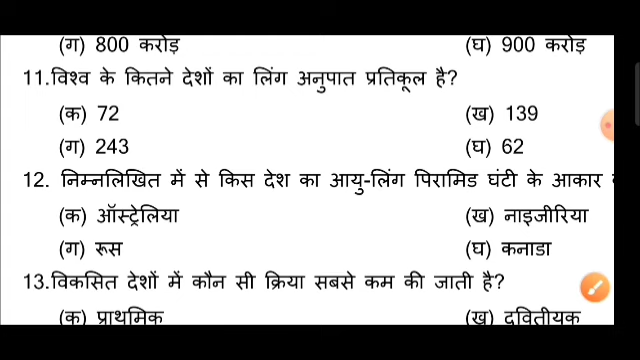 (ग) 800 करोड़ (घ) 900 करोड़
11.विश्व के कितने देशों का लिंग अनुपात प्रतिकूल है?
(क) 72 (ख) 139
(ग) 243 (घ) 62
12. निम्नलिखित में से किस देश का आयु-लिंग पिरामिड घंटी के आकार
(क) ऑस्ट्रेलिया (ख) नाइजीरिया
(ग) रूस (घ) कनाडा
13.विकसित देशों में कौन सी क्रिया सबसे कम की जाती है?
(क) प्राथमिक (ख) दवितीयक